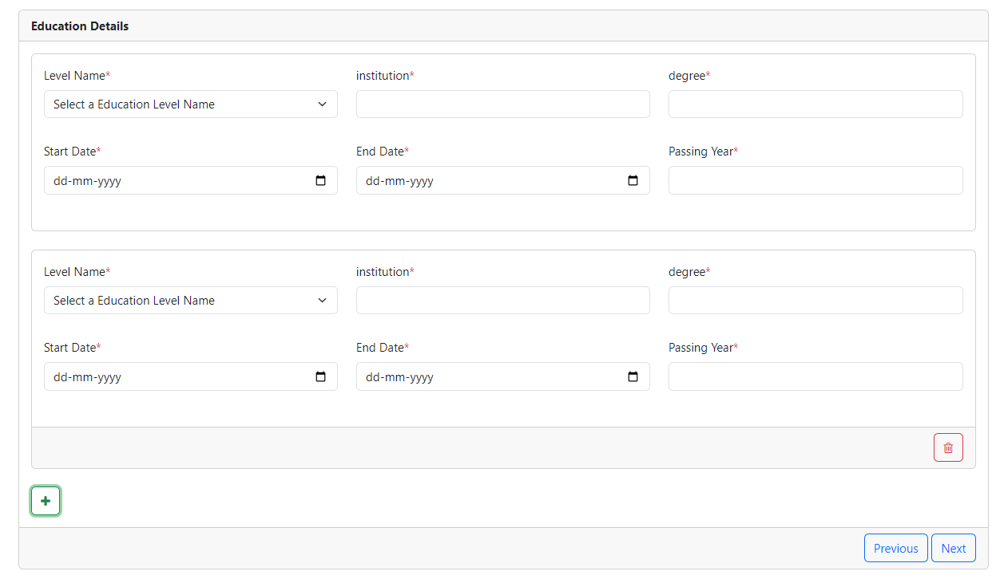 Education Details
Level Name* institution* degree*
Select a Education Level Name
Start Date* End Date* Passing Year*
dd-mm-yyyy dd-mm-yyyy
Level Name* institution* degree*
Select a Education Level Name
Start Date* End Date* Passing Year*
dd-mm-yyyy dd-mm-yyyy
Previous Next